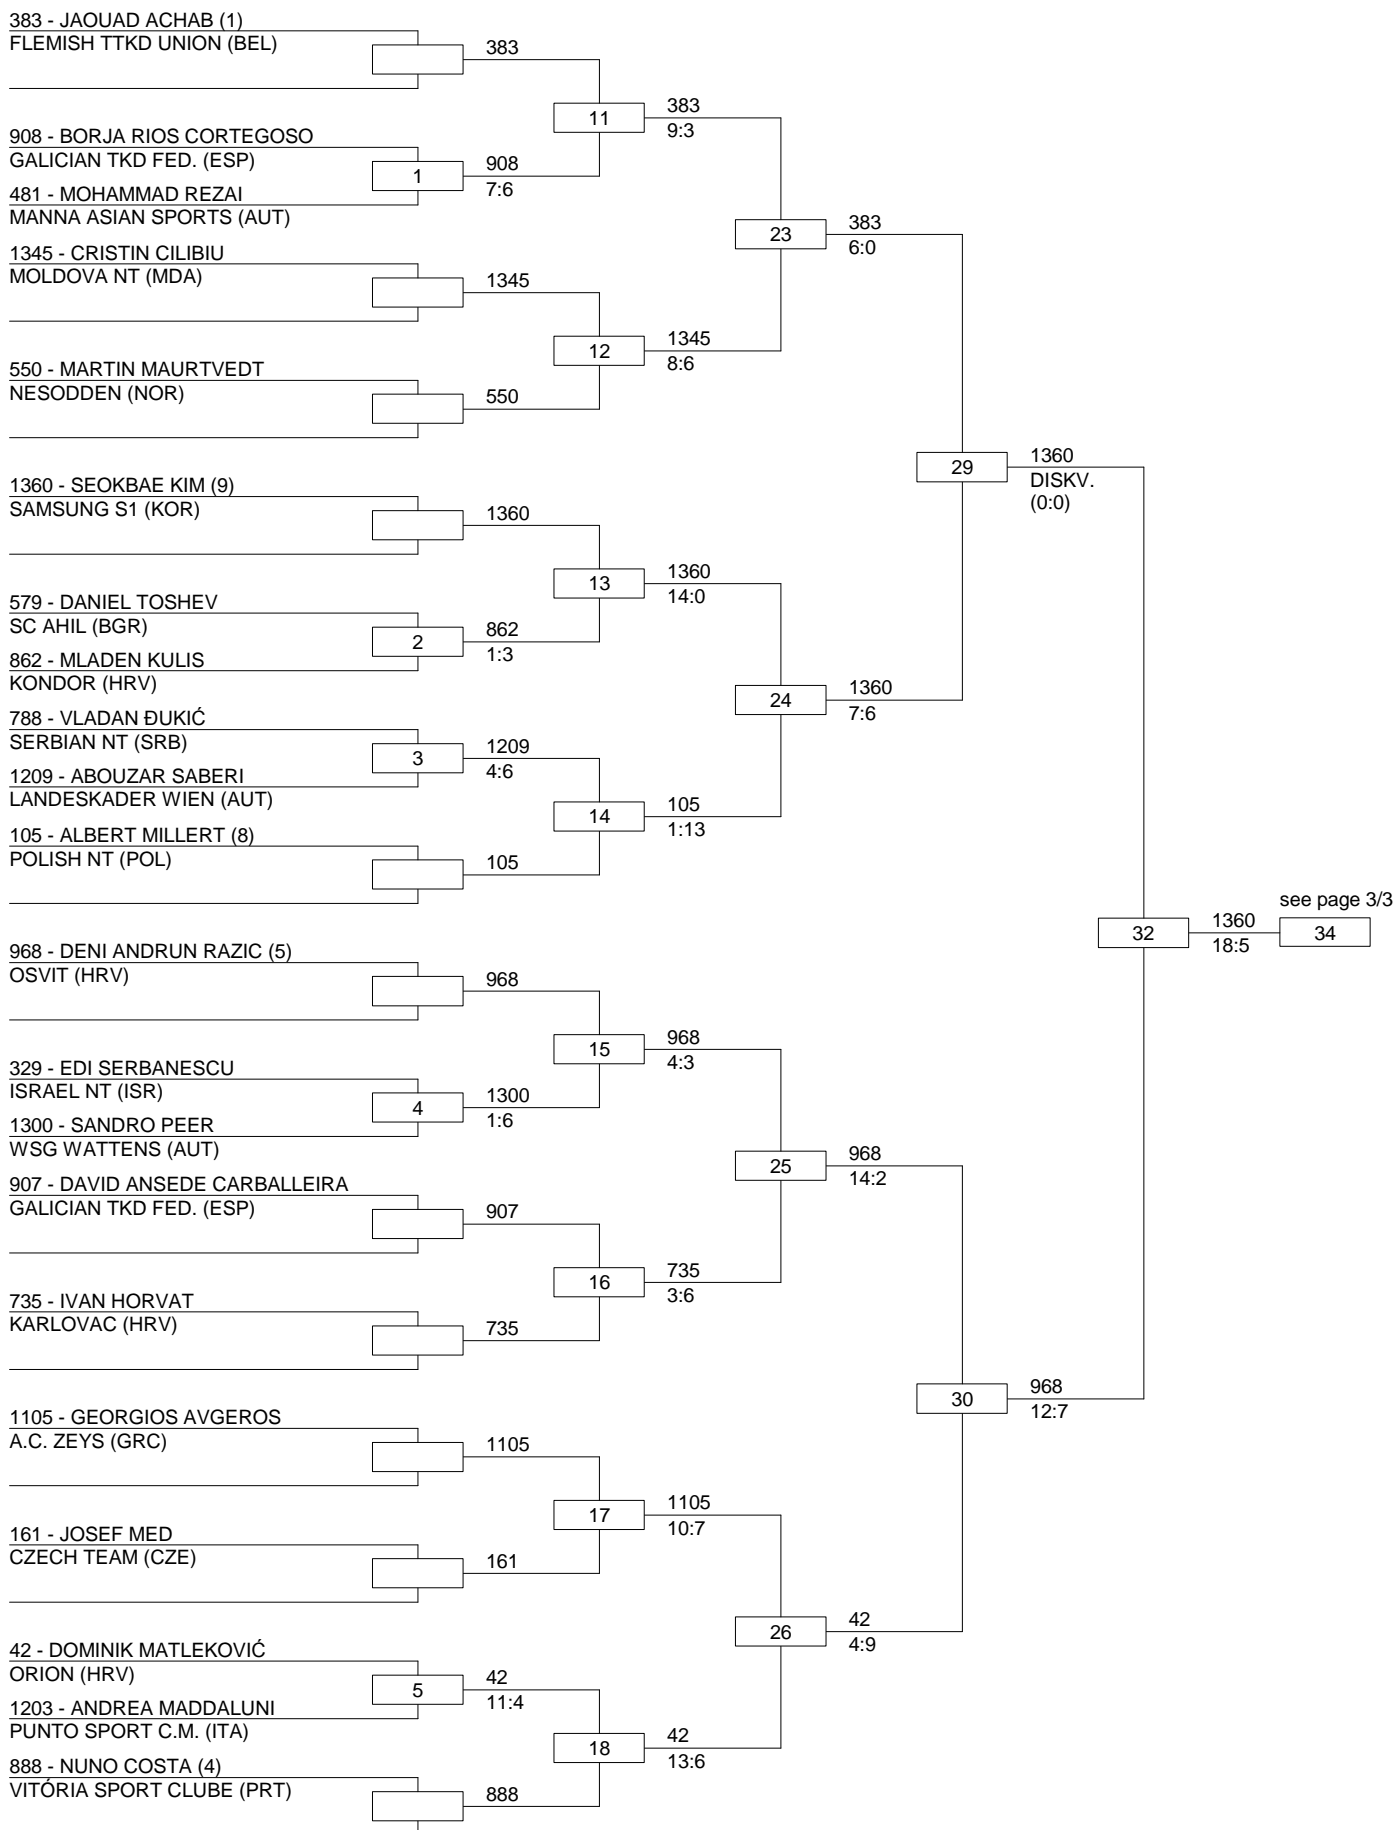 383 - JAOUAD ACHAB (1)
FLEMISH TTKD UNION (BEL)
383
11
383
9:3
908 - BORJA RIOS CORTEGOSO
GALICIAN TKD FED. (ESP)
1
908
7:6
481 - MOHAMMAD REZAI
MANNA ASIAN SPORTS (AUT)
23
383
6:0
1345 - CRISTIN CILIBIU
MOLDOVA NT (MDA)
1345
12
1345
8:6
550 - MARTIN MAURTVEDT
NESODDEN (NOR)
550
29
1360
DISKV.
(0:0)
1360 - SEOKBAE KIM (9)
SAMSUNG S1 (KOR)
1360
13
1360
14:0
579 - DANIEL TOSHEV
SC AHIL (BGR)
2
862
1:3
862 - MLADEN KULIS
KONDOR (HRV)
24
1360
7:6
788 - VLADAN ĐUKIĆ
SERBIAN NT (SRB)
3
1209
4:6
1209 - ABOUZAR SABERI
LANDESKADER WIEN (AUT)
14
105
1:13
105 - ALBERT MILLERT (8)
POLISH NT (POL)
105
see page 3/3
32
1360
18:5
34
968 - DENI ANDRUN RAZIC (5)
OSVIT (HRV)
968
15
968
4:3
329 - EDI SERBANESCU
ISRAEL NT (ISR)
4
1300
1:6
1300 - SANDRO PEER
WSG WATTENS (AUT)
25
968
14:2
907 - DAVID ANSEDE CARBALLEIRA
GALICIAN TKD FED. (ESP)
907
16
735
3:6
735 - IVAN HORVAT
KARLOVAC (HRV)
735
30
968
12:7
1105 - GEORGIOS AVGEROS
A.C. ZEYS (GRC)
1105
17
1105
10:7
161 - JOSEF MED
CZECH TEAM (CZE)
161
26
42
4:9
42 - DOMINIK MATLEKOVIĆ
ORION (HRV)
5
42
11:4
1203 - ANDREA MADDALUNI
PUNTO SPORT C.M. (ITA)
18
42
13:6
888 - NUNO COSTA (4)
VITÓRIA SPORT CLUBE (PRT)
888